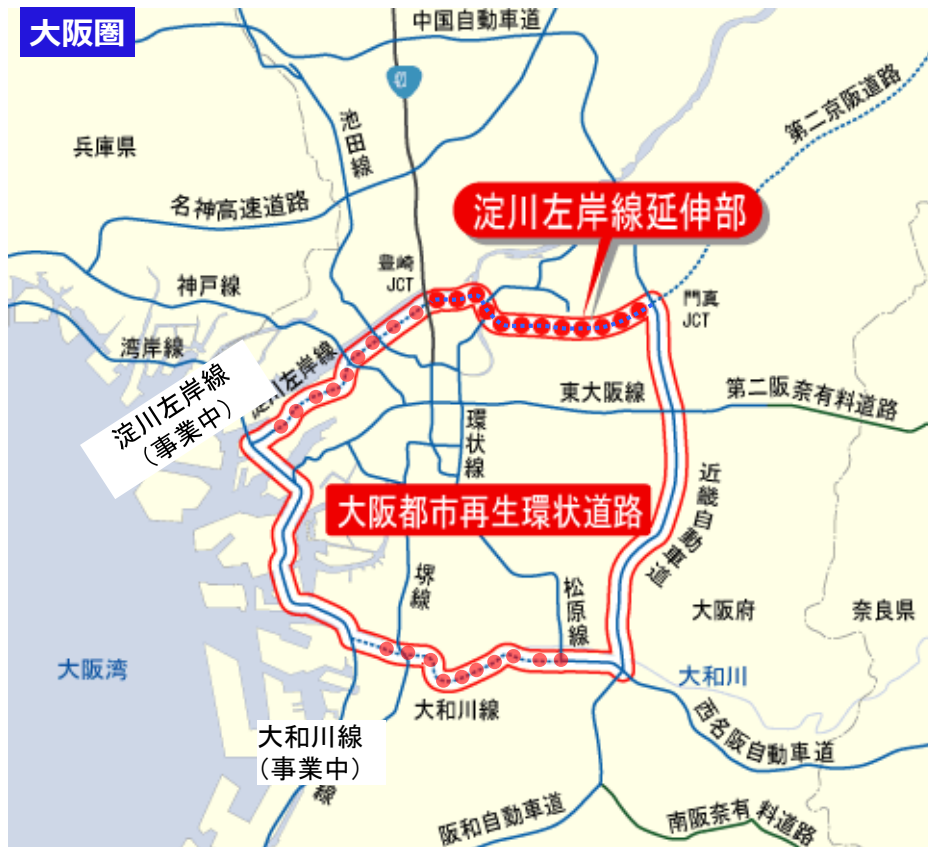 大阪圏
中国自動車道
423
第二京阪道路
池田線
兵庫県
名神高速道路
淀川左岸線延伸部
豊崎
JCT
神戸線
門真
JCT
湾岸線
淀川左岸線
淀川左岸線
(事業中)
東大阪線
第二阪奈有料道路
環状線
大阪都市再生環状道路
近畿自動車道
堺線
松原線
大阪府
奈良県
大阪湾
大和川
大和川線
西名阪自動車道
大和川線
(事業中)
線
阪和自動車道
南阪奈有料道路